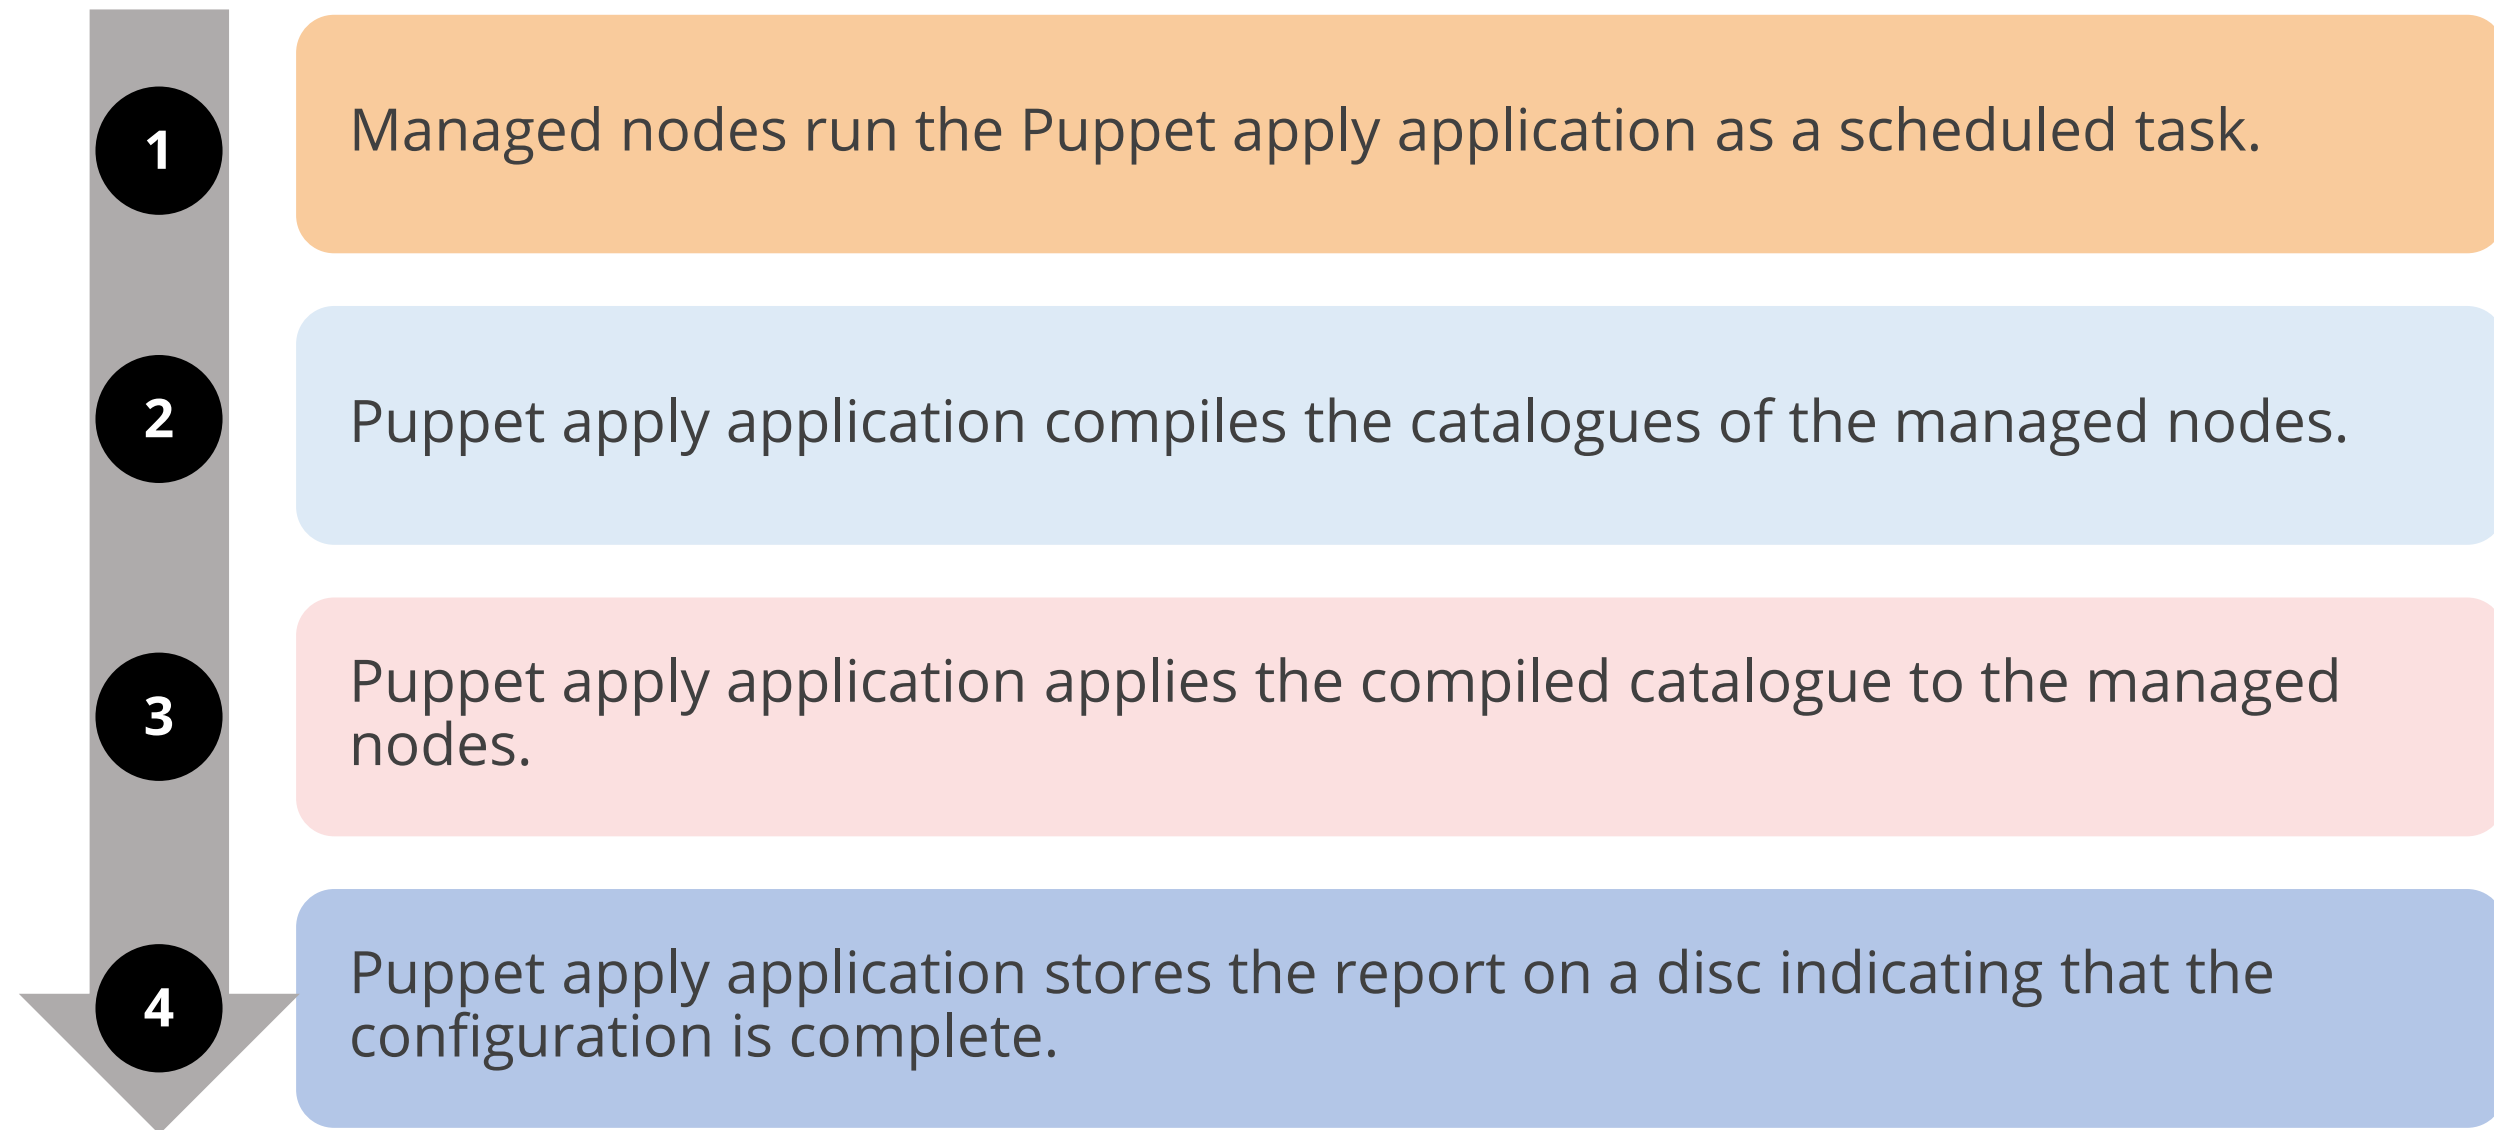 1
Managed nodes run the Puppet apply application as a scheduled task.
2
Puppet apply application compiles the catalogues of the managed nodes.
3
Puppet apply application applies the compiled catalogue to the managed
nodes.
4
Puppet apply application stores the report on a disc indicating that the
configuration is complete.